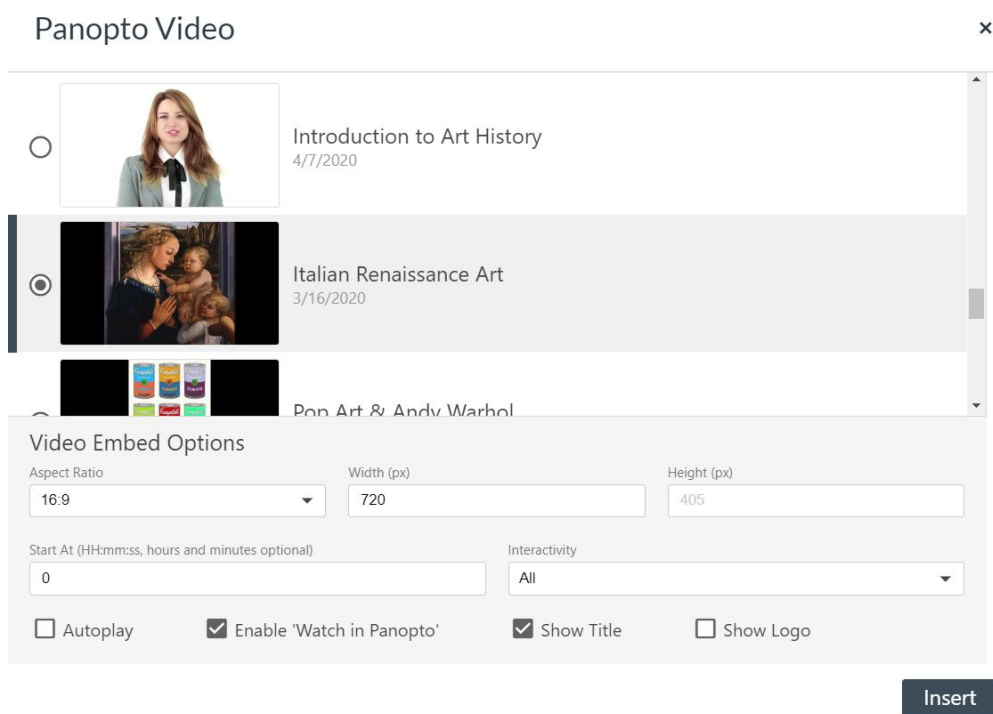 Panopto Video
×
Introduction to Art History
4/7/2020
Italian Renaissance Art
3/16/2020
Pop Art & Andy Warhol
Video Embed Options
Aspect Ratio
Width (px)
Height (px)
16:9
720
405
Start At (HH:mm:ss, hours and minutes optional)
Interactivity
0
All
Autoplay
Enable 'Watch in Panopto'
Show Title
Show Logo
Insert